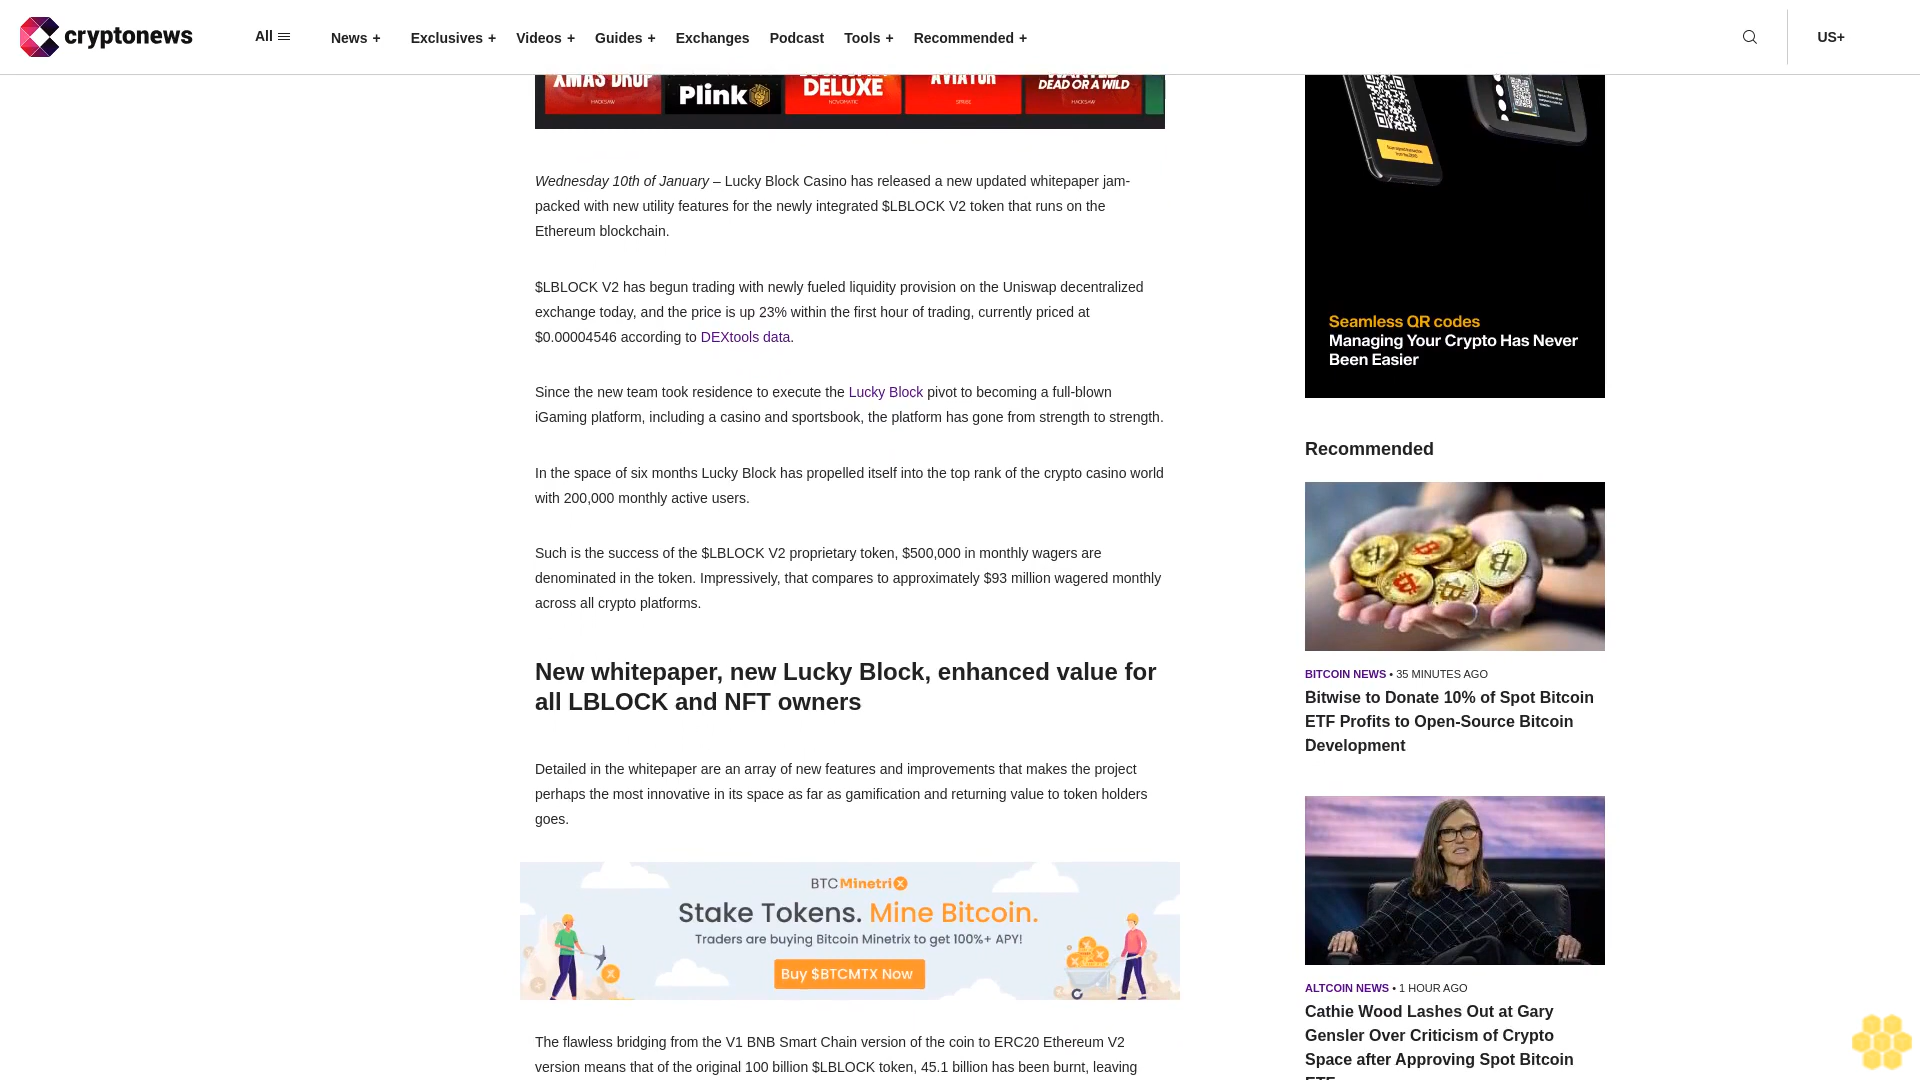 cryptonews
All
News +
Exclusives +
Videos +
Guides +
Exchanges
Podcast
Tools +
Recommended +
US+
XMAS DROP
HACKSAW
Plink
DELUXE
NOVOMATIC
AVIATOR
SPRIBE
DEAD OR A WILD
HACKSAW
Wednesday 10th of January – Lucky Block Casino has released a new updated whitepaper jam-
packed with new utility features for the newly integrated $LBLOCK V2 token that runs on the
Ethereum blockchain.
$LBLOCK V2 has begun trading with newly fueled liquidity provision on the Uniswap decentralized
exchange today, and the price is up 23% within the first hour of trading, currently priced at
$0.00004546 according to DEXtools data.
Since the new team took residence to execute the Lucky Block pivot to becoming a full-blown
iGaming platform, including a casino and sportsbook, the platform has gone from strength to strength.
In the space of six months Lucky Block has propelled itself into the top rank of the crypto casino world
with 200,000 monthly active users.
Such is the success of the $LBLOCK V2 proprietary token, $500,000 in monthly wagers are
denominated in the token. Impressively, that compares to approximately $93 million wagered monthly
across all crypto platforms.
New whitepaper, new Lucky Block, enhanced value for
all LBLOCK and NFT owners
Detailed in the whitepaper are an array of new features and improvements that makes the project
perhaps the most innovative in its space as far as gamification and returning value to token holders
goes.
BTC Minetrix
Stake Tokens. Mine Bitcoin.
Traders are buying Bitcoin Minetrix to get 100%+ APY!
Buy $BTCMTX Now
The flawless bridging from the V1 BNB Smart Chain version of the coin to ERC20 Ethereum V2
version means that of the original 100 billion $LBLOCK token, 45.1 billion has been burnt, leaving
Seamless QR codes
Managing Your Crypto Has Never
Been Easier
Recommended
BITCOIN NEWS • 35 MINUTES AGO
Bitwise to Donate 10% of Spot Bitcoin
ETF Profits to Open-Source Bitcoin
Development
ALTCOIN NEWS • 1 HOUR AGO
Cathie Wood Lashes Out at Gary
Gensler Over Criticism of Crypto
Space after Approving Spot Bitcoin
ETF